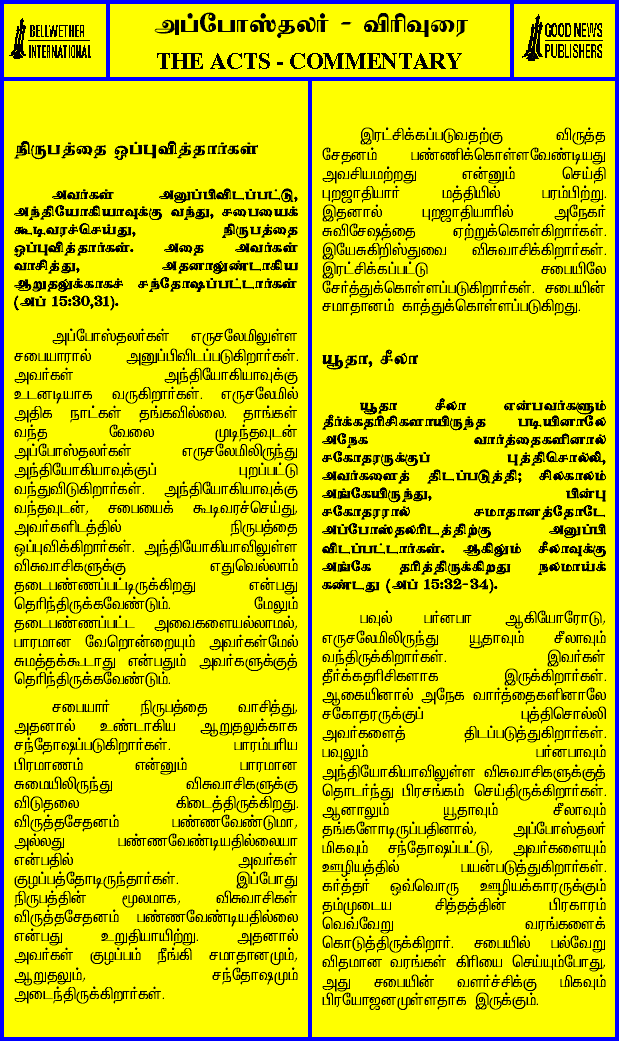 BELLWETHER
INTERNATIONAL
அப்போஸ்தலர் - விரிவுரை
THE ACTS - COMMENTARY
GOOD NEWS
PUBLISHERS
நிருபத்தை ஒப்புவித்தார்கள்
அவர்கள் அனுப்பிவிடப்பட்டு,
அந்தியோகியாவுக்கு வந்து, சபையைக்
கூடிவரச்செய்து, நிருபத்தை
ஒப்புவித்தார்கள். அதை அவர்கள்
வாசித்து, அதனாலுண்டாகிய
ஆறுதலுக்காகச் சந்தோஷப்பட்டார்கள்
(அப் 15:30,31).
அப்போஸ்தலர்கள் எருசலேமிலுள்ள
சபையாரால் அனுப்பிவிடப்படுகிறார்கள்.
அவர்கள் அந்தியோகியாவுக்கு
உடனடியாக வருகிறார்கள். எருசலேமில்
அதிக நாட்கள் தங்கவில்லை. தாங்கள்
வந்த வேலை முடிந்தவுடன்
அப்போஸ்தலர்கள் எருசலேமிலிருந்து
அந்தியோகியாவுக்குப் புறப்பட்டு
வந்துவிடுகிறார்கள். அந்தியோகியாவுக்கு
வந்தவுடன், சபையைக் கூடிவரச்செய்து,
அவர்களிடத்தில் நிருபத்தை
ஒப்புவிக்கிறார்கள். அந்தியோகியாவிலுள்ள
விசுவாசிகளுக்கு எதுவெல்லாம்
தடைபண்ணப்பட்டிருக்கிறது என்பது
தெரிந்திருக்கவேண்டும். மேலும்
தடைபண்ணப்பட்ட அவைகளையல்லாமல்,
பாரமான வேறொன்றையும் அவர்கள்மேல்
சுமத்தக்கூடாது என்பதும் அவர்களுக்குத்
தெரிந்திருக்கவேண்டும்.
சபையார் நிருபத்தை வாசித்து,
அதனால் உண்டாகிய ஆறுதலுக்காக
சந்தோஷப்படுகிறார்கள். பாரம்பரிய
பிரமாணம் என்னும் பாரமான
சுமையிலிருந்து விசுவாசிகளுக்கு
விடுதலை கிடைத்திருக்கிறது.
விருத்தசேதனம் பண்ணவேண்டுமா,
அல்லது பண்ணவேண்டியதில்லையா
என்பதில் அவர்கள்
குழப்பத்தோடிருந்தார்கள். இப்போது
நிருபத்தின் மூலமாக, விசுவாசிகள்
விருத்தசேதனம் பண்ணவேண்டியதில்லை
என்பது உறுதியாயிற்று. அதனால்
அவர்கள் குழப்பம் நீங்கி சமாதானமும்,
ஆறுதலும், சந்தோஷமும்
அடைந்திருக்கிறார்கள்.
இரட்சிக்கப்படுவதற்கு விருத்த
சேதனம் பண்ணிக்கொள்ளவேண்டியது
அவசியமற்றது என்னும் செய்தி
புறஜாதியார் மத்தியில் பரம்பிற்று.
இதனால் புறஜாதியாரில் அநேகர்
சுவிசேஷத்தை ஏற்றுக்கொள்கிறார்கள்.
இயேசுகிறிஸ்துவை விசுவாசிக்கிறார்கள்.
இரட்சிக்கப்பட்டு சபையிலே
சேர்த்துக்கொள்ளப்படுகிறார்கள். சபையின்
சமாதானம் காத்துக்கொள்ளப்படுகிறது.
யூதா, சீலா
யூதா சீலா என்பவர்களும்
தீர்க்கதரிசிகளாயிருந்த படியினாலே
அநேக வார்த்தைகளினால்
சகோதரருக்குப் புத்திசொல்லி,
அவர்களைத் திடப்படுத்தி; சிலகாலம்
அங்கேயிருந்து, பின்பு
சகோதரரால் சமாதானத்தோடே
அப்போஸ்தலரிடத்திற்கு அனுப்பி
விடப்பட்டார்கள். ஆகிலும் சீலாவுக்கு
அங்கே தரித்திருக்கிறது நலமாய்க்
கண்டது (அப் 15:32-34).
பவுல் பர்னபா ஆகியோரோடு,
எருசலேமிலிருந்து யூதாவும் சீலாவும்
வந்திருக்கிறார்கள். இவர்கள்
தீர்க்கதரிசிகளாக இருக்கிறார்கள்.
ஆகையினால் அநேக வார்த்தைகளினாலே
சகோதரருக்குப் புத்திசொல்லி
அவர்களைத் திடப்படுத்துகிறார்கள்.
பவுலும் பர்னபாவும்
அந்தியோகியாவிலுள்ள விசுவாசிகளுக்குத்
தொடர்ந்து பிரசங்கம் செய்திருக்கிறார்கள்.
ஆனாலும் யூதாவும் சீலாவும்
தங்களோடிருப்பதினால், அப்போஸ்தலர்
மிகவும் சந்தோஷப்பட்டு, அவர்களையும்
ஊழியத்தில் பயன்படுத்துகிறார்கள்.
கர்த்தர் ஒவ்வொரு ஊழியக்காரருக்கும்
தம்முடைய சித்தத்தின் பிரகாரம்
வெவ்வேறு வரங்களைக்
கொடுத்திருக்கிறார். சபையில் பல்வேறு
விதமான வரங்கள் கிரியை செய்யும்போது,
அது சபையின் வளர்ச்சிக்கு மிகவும்
பிரயோஜனமுள்ளதாக இருக்கும்.